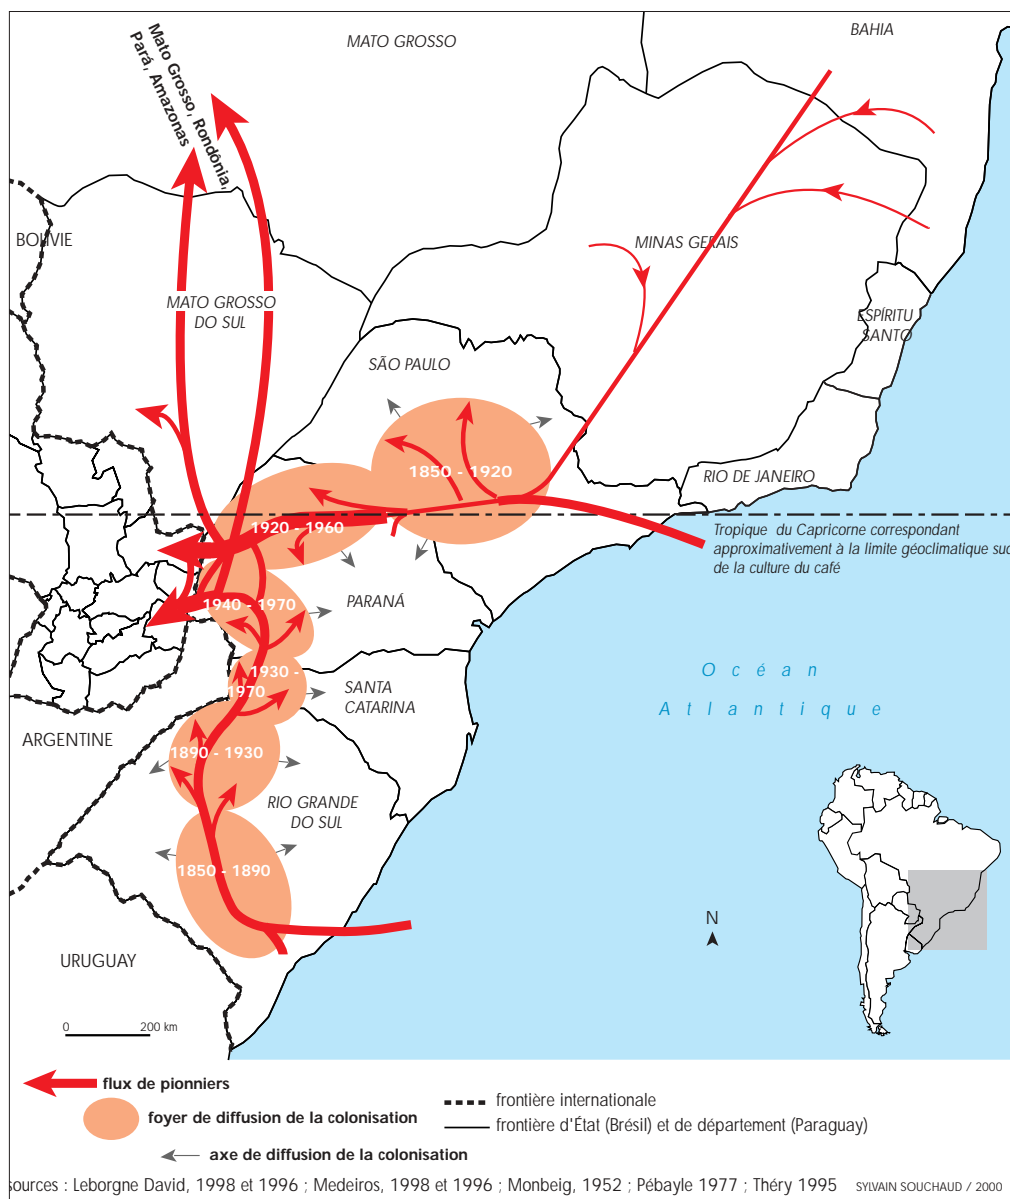 Mato Grosso, Rondônia,
Pará, Amazonas
MATO GROSSO
BAHIA
BOLIVIE
MINAS GERAIS
MATO GROSSO
DO SUL
ESPÍRITU
SANTO
SÃO PAULO
1850 - 1920
RIO DE JANEIRO
1920 - 1960
Tropique du Capricorne correspondant
approximativement à la limite géoclimatique sud
de la culture du café
1940 - 1970
PARANÁ
1930 -
1970
SANTA
CATARINA
Océan
Atlantique
ARGENTINE
1890 - 1930
RIO GRANDE
DO SUL
1850 - 1890
N
URUGUAY
0 200 km
flux de pionniers
foyer de diffusion de la colonisation
axe de diffusion de la colonisation
frontière internationale
frontière d'État (Brésil) et de département (Paraguay)
sources : Leborgne David, 1998 et 1996 ; Medeiros, 1998 et 1996 ; Monbeig, 1952 ; Pébayle 1977 ; Théry 1995 SYLVAIN SOUCHAUD / 2000